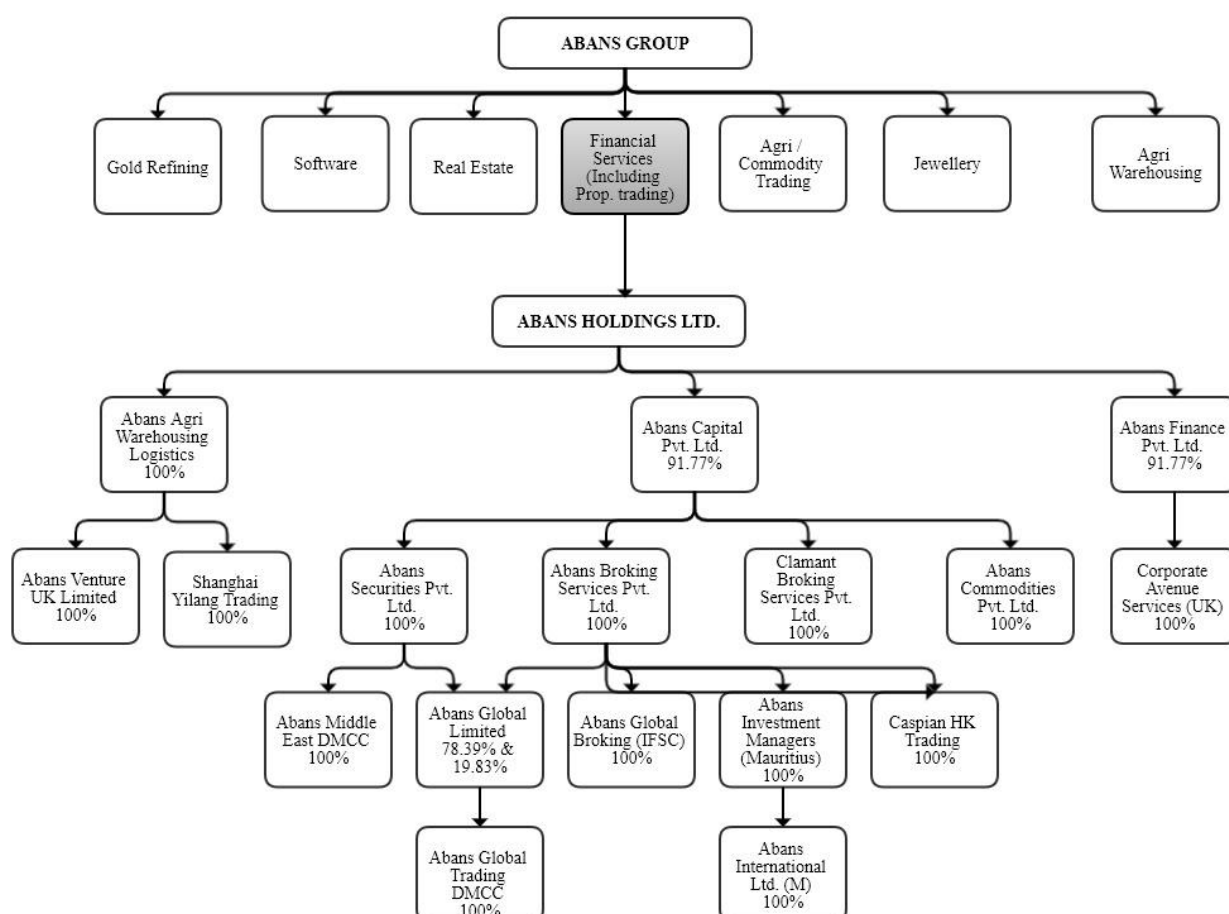 ABANS GROUP
Gold Refining
Software
Real Estate
Financial
Services
(Including
Prop. trading)
Agri /
Commodity
Trading
Jewellery
Agri
Warehousing
ABANS HOLDINGS LTD.
Abans Agri
Warehousing
Logistics
100%
Abans Capital
Pvt. Ltd.
91.77%
Abans Finance
Pvt. Ltd.
91.77%
Abans Venture
UK Limited
100%
Shanghai
Yilang Trading
100%
Abans
Securities Pvt.
Ltd.
100%
Abans Broking
Services Pvt.
Ltd.
100%
Clamant
Broking
Services Pvt.
Ltd.
100%
Abans
Commodities
Pvt. Ltd.
100%
Corporate
Avenue
Services (UK)
100%
Abans Middle
East DMCC
100%
Abans Global
Limited
78.39% &
19.83%
Abans Global
Broking (IFSC)
100%
Abans
Investment
Managers
(Mauritius)
100%
Caspian HK
Trading
100%
Abans Global
Trading
DMCC
100%
Abans
International
Ltd. (M)
100%